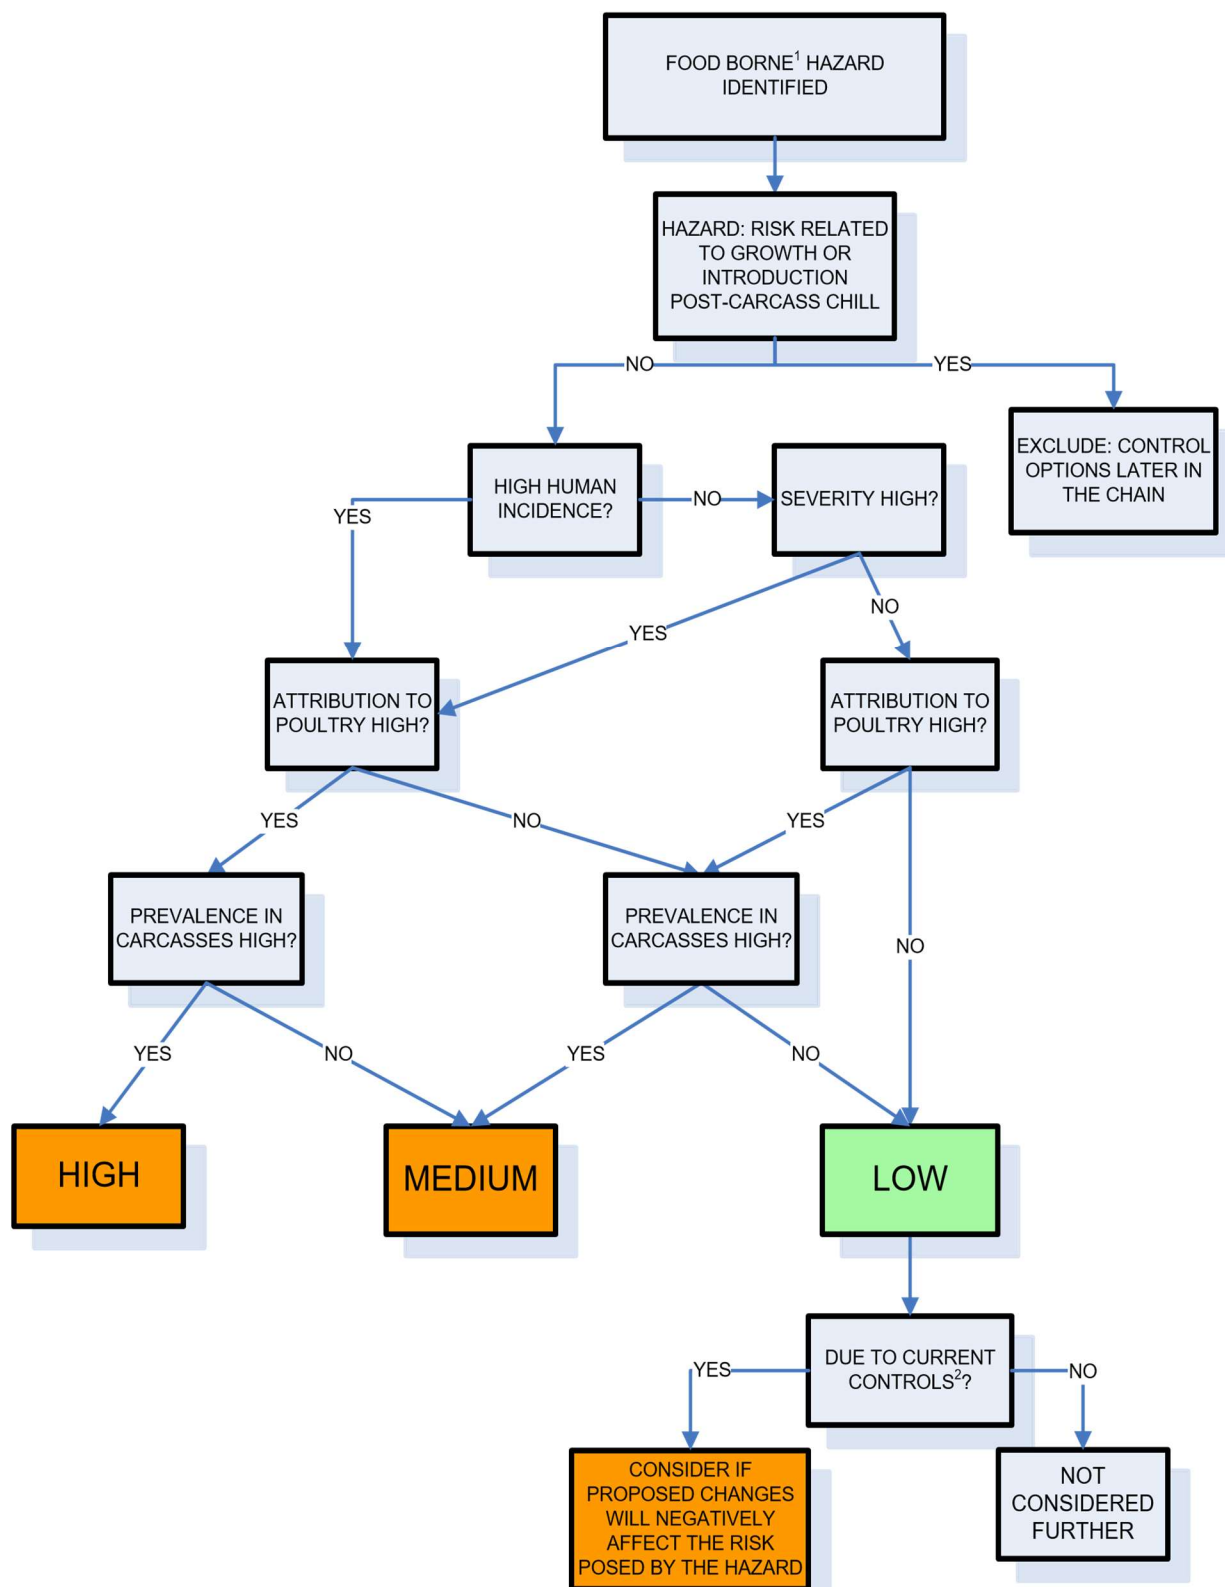 FOOD BORNE1 HAZARD
IDENTIFIED
HAZARD: RISK RELATED
TO GROWTH OR
INTRODUCTION
POST-CARCASS CHILL
NO
YES
HIGH HUMAN
INCIDENCE?
NO
SEVERITY HIGH?
EXCLUDE: CONTROL
OPTIONS LATER IN
THE CHAIN
YES
YES
NO
ATTRIBUTION TO
POULTRY HIGH?
ATTRIBUTION TO
POULTRY HIGH?
YES
NO
YES
NO
PREVALENCE IN
CARCASSES HIGH?
PREVALENCE IN
CARCASSES HIGH?
YES
NO
YES
NO
HIGH
MEDIUM
LOW
DUE TO CURRENT
CONTROLS2?
YES
NO
CONSIDER IF
PROPOSED CHANGES
WILL NEGATIVELY
AFFECT THE RISK
POSED BY THE HAZARD
NOT
CONSIDERED
FURTHER